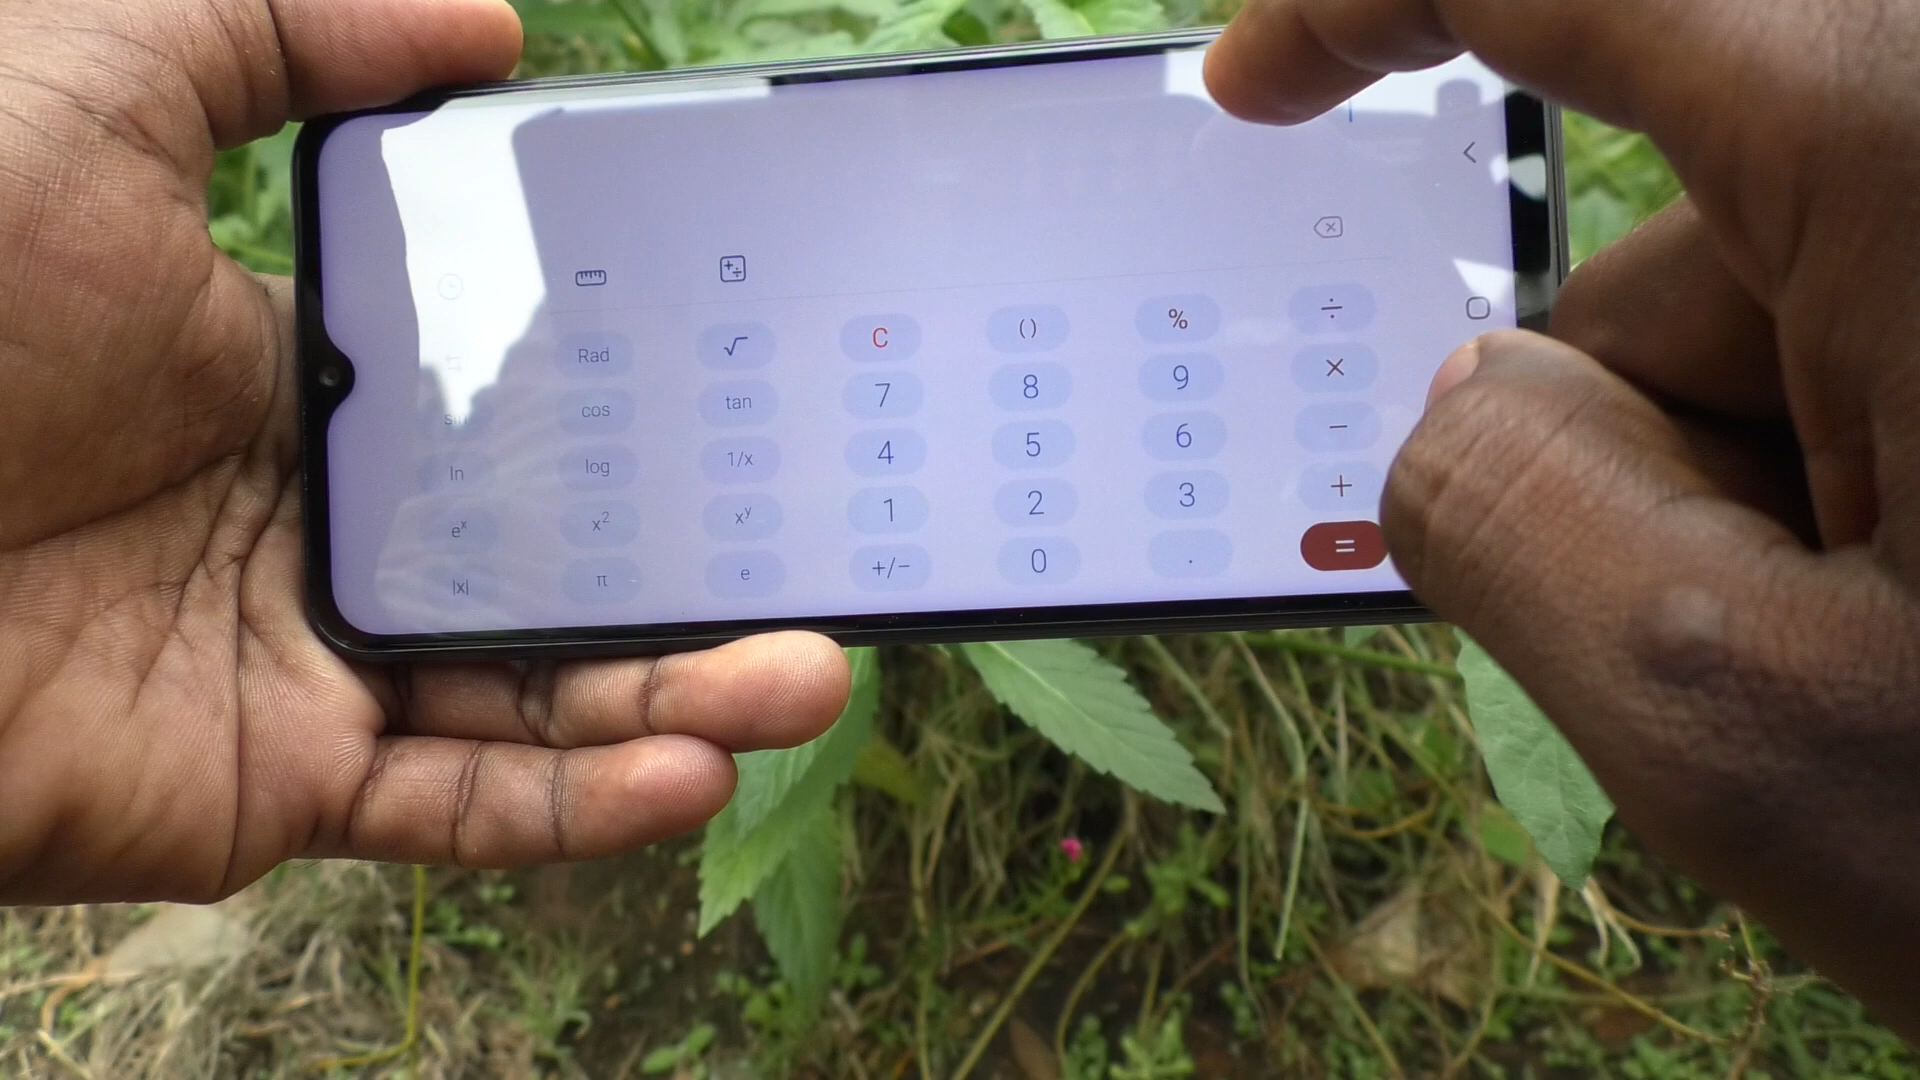 Rad √ C () % ÷
cos tan 7 8 9 ×
ln log 1/x 4 5 6 −
eˣ x² xʸ 1 2 3 +
|x| π e +/− 0 . =